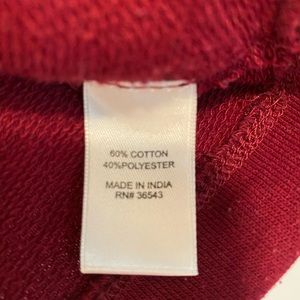 60% COTTON
40%POLYESTER
MADE IN INDIA
RN# 36543